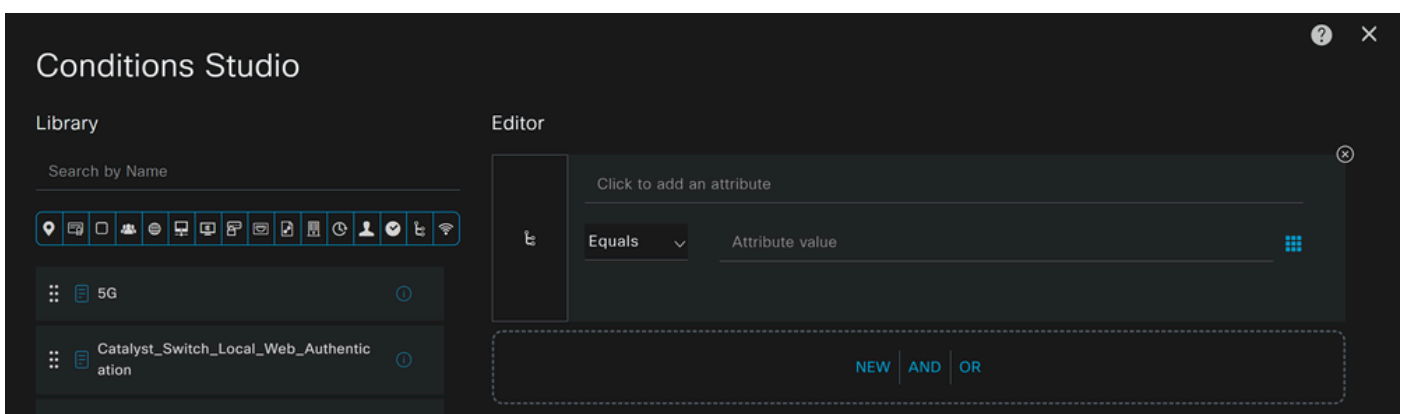 Conditions Studio
Library
Search by Name
5G
Catalyst_Switch_Local_Web_Authentic
ation
Editor
Click to add an attribute
Equals
Attribute value
NEW
AND
OR